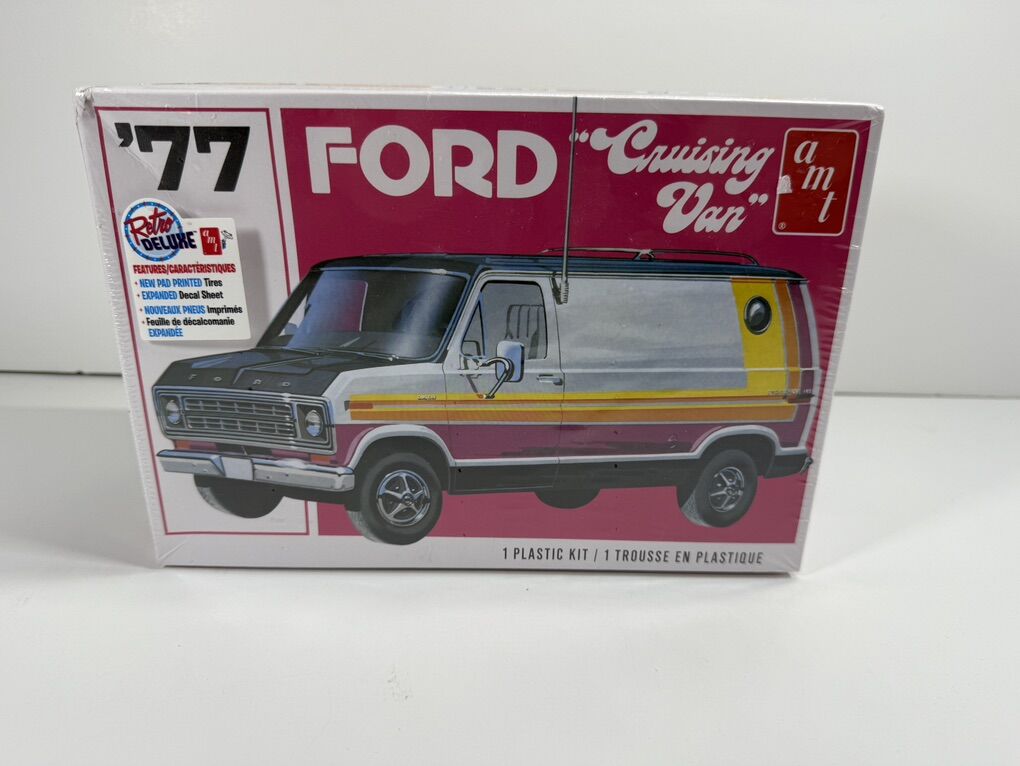 '77
FORD
"Cruising
Van"
amt
®
Retro
DELUXE™
amt
FEATURES/CARACTÉRISTIQUES
• NEW PAD PRINTED Tires
• EXPANDED Decal Sheet
• NOUVEAUX PNEUS Imprimés
• Feuille de décalcomanie
EXPANDÉE
FORD
1 PLASTIC KIT / 1 TROUSSE EN PLASTIQUE